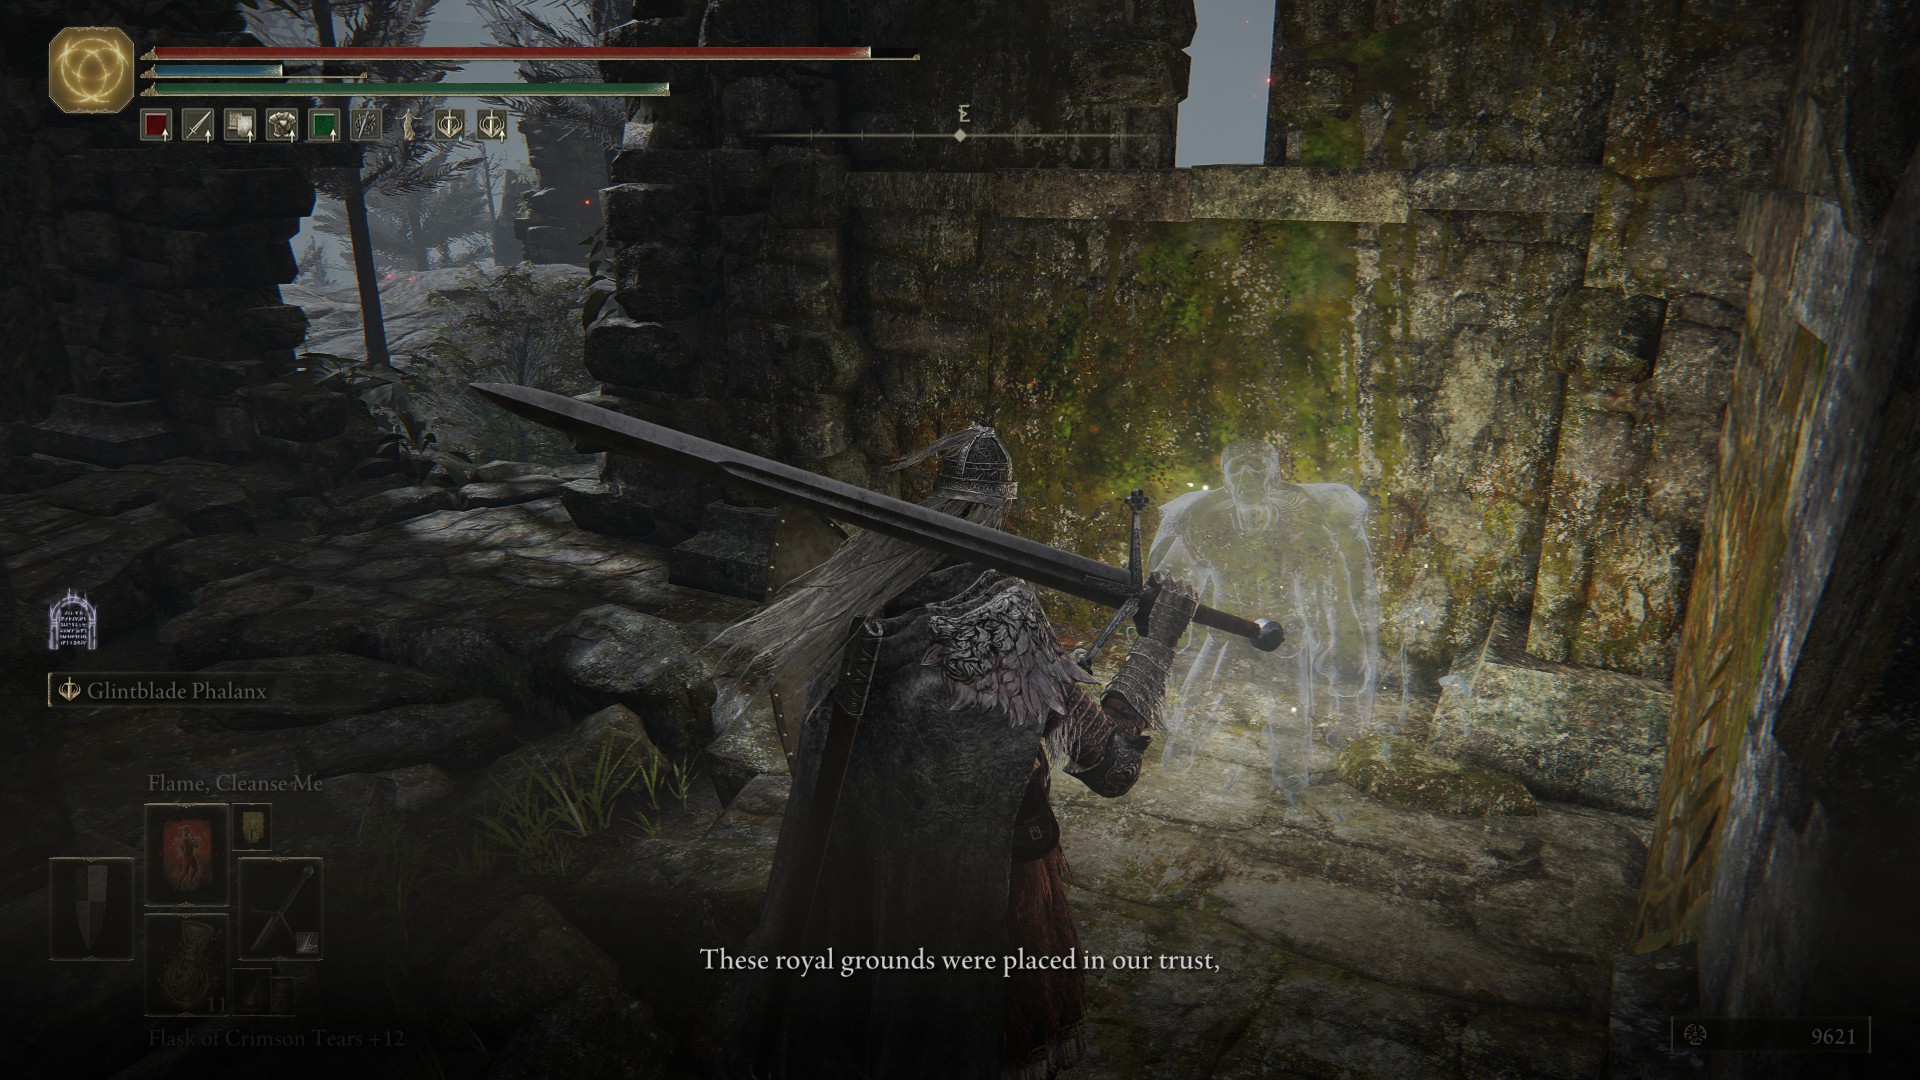 E
Glintblade Phalanx
Flame, Cleanse Me
These royal grounds were placed in our trust,
11
Flask of Crimson Tears +12
9621